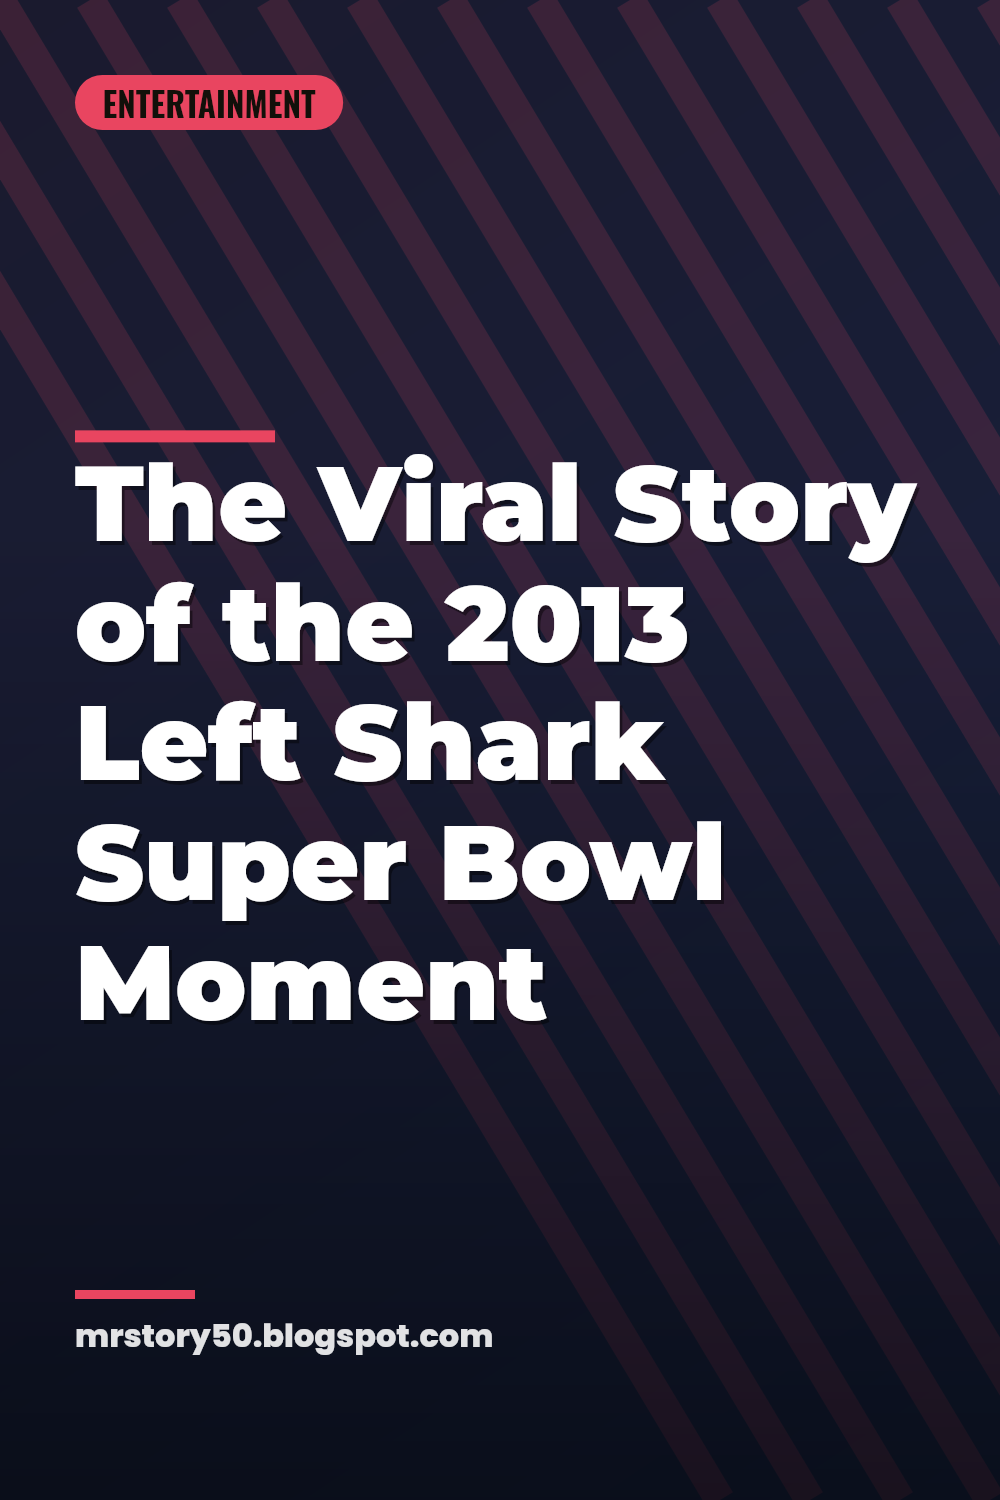 ENTERTAINMENT
The Viral Story
of the 2013
Left Shark
Super Bowl
Moment
mrstory50.blogspot.com